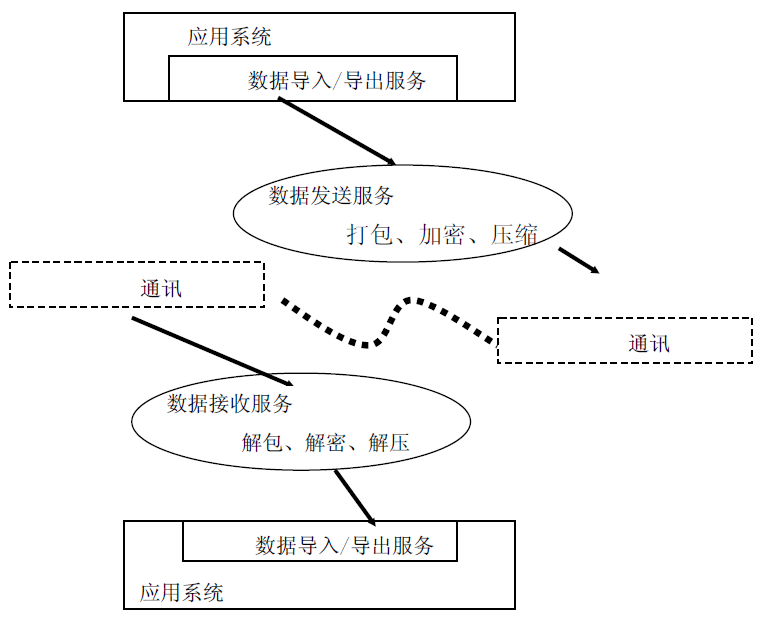 应用系统
数据导入/导出服务
数据发送服务
打包、加密、压缩
通讯
通讯
数据接收服务
解包、解密、解压
数据导入/导出服务
应用系统